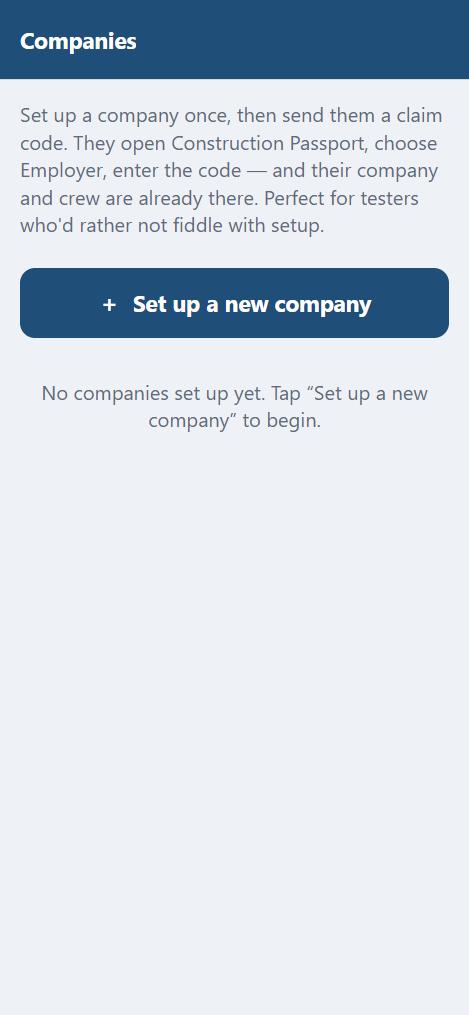 Companies
Set up a company once, then send them a claim
code. They open Construction Passport, choose
Employer, enter the code — and their company
and crew are already there. Perfect for testers
who'd rather not fiddle with setup.
+ Set up a new company
No companies set up yet. Tap “Set up a new
company” to begin.